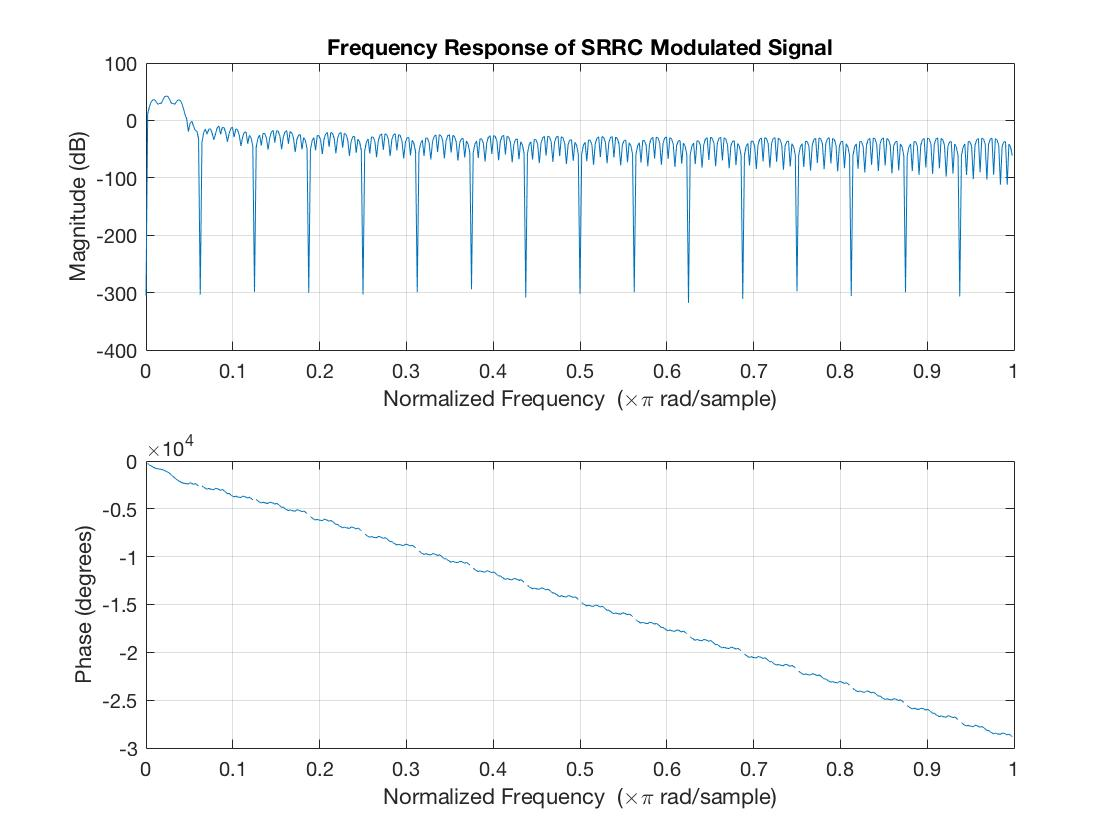 Frequency Response of SRRC Modulated Signal
Magnitude (dB)
100
0
-100
-200
-300
-400
0 0.1 0.2 0.3 0.4 0.5 0.6 0.7 0.8 0.9 1
Normalized Frequency (×π rad/sample)
×10^4
Phase (degrees)
0
-0.5
-1
-1.5
-2
-2.5
-3
0 0.1 0.2 0.3 0.4 0.5 0.6 0.7 0.8 0.9 1
Normalized Frequency (×π rad/sample)